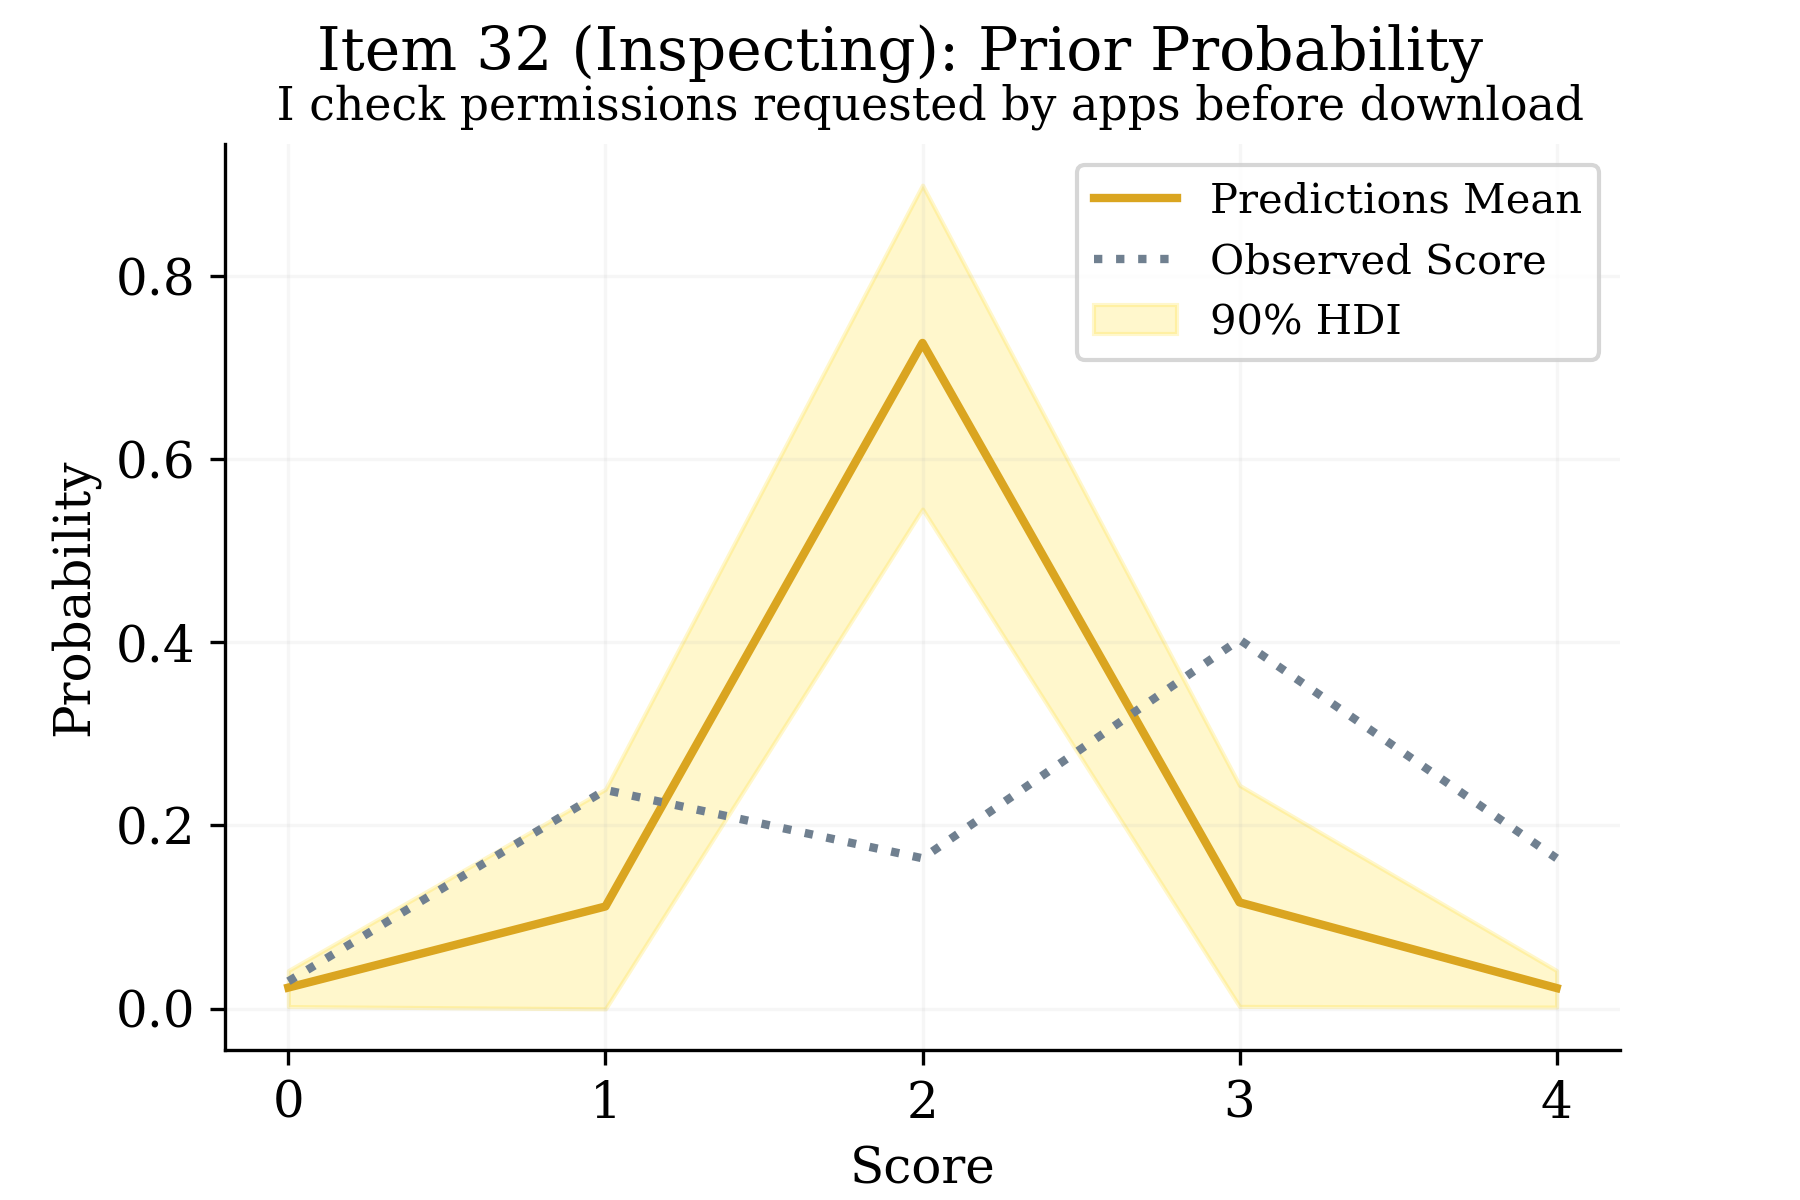 Item 32 (Inspecting): Prior Probability
I check permissions requested by apps before download
Predictions Mean
Observed Score
90% HDI
Probability
0.8
0.6
0.4
0.2
0.0
0 1 2 3 4
Score